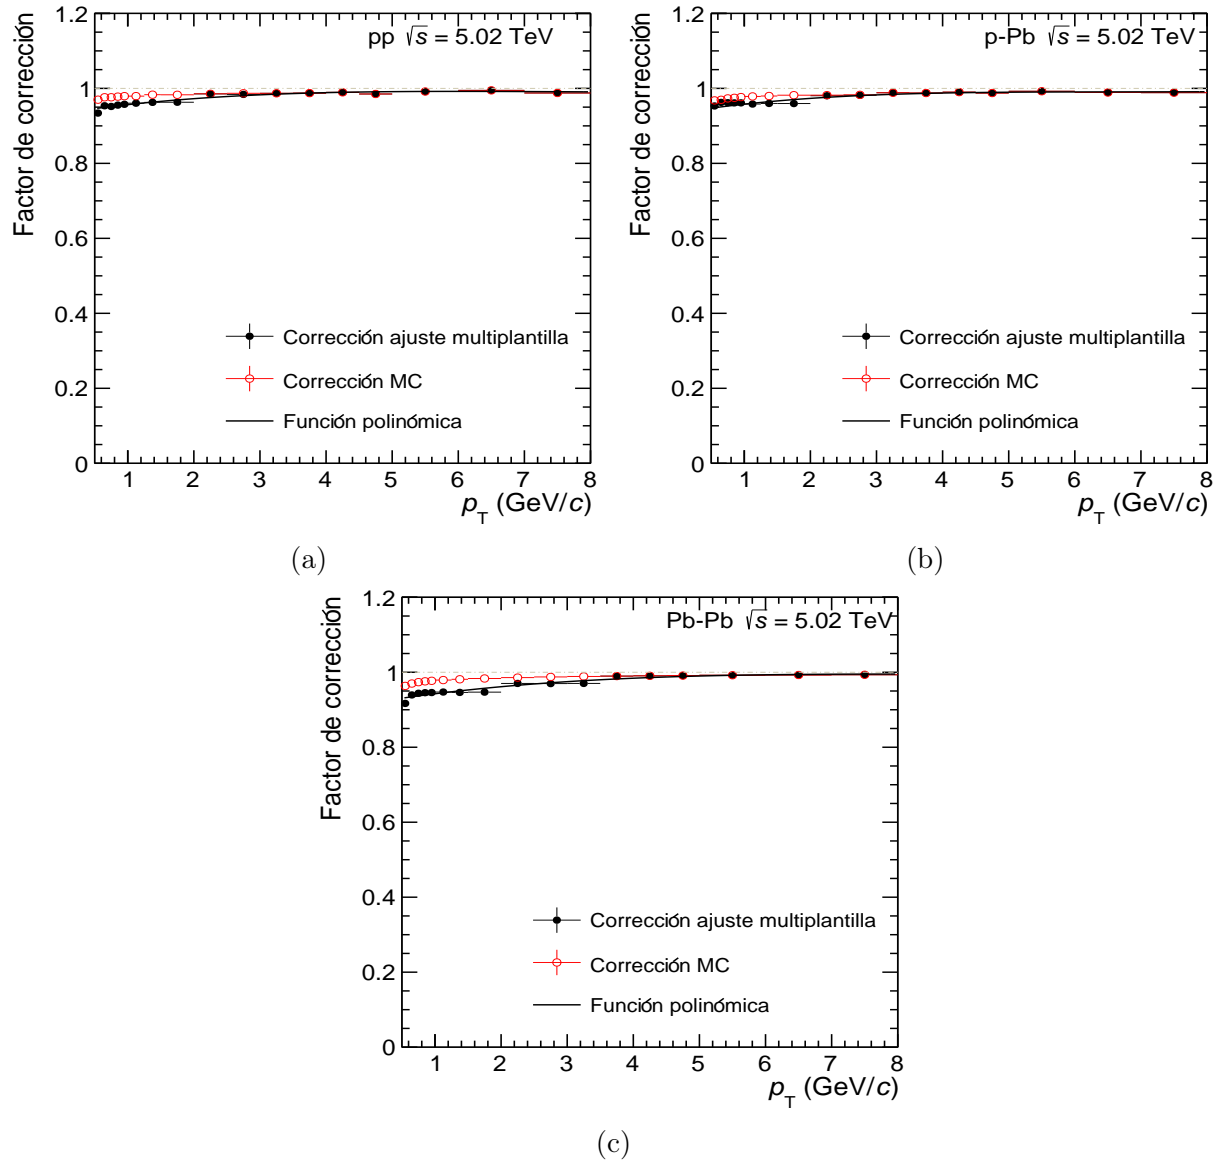 pp √s = 5.02 TeV
Factor de corrección
1.2
1
0.8
0.6
0.4
0.2
0
Corrección ajuste multiplantilla
Corrección MC
Función polinómica
1 2 3 4 5 6 7 8
p_T (GeV/c)
(a)
p-Pb √s = 5.02 TeV
Factor de corrección
1.2
1
0.8
0.6
0.4
0.2
0
Corrección ajuste multiplantilla
Corrección MC
Función polinómica
1 2 3 4 5 6 7 8
p_T (GeV/c)
(b)
Pb-Pb √s = 5.02 TeV
Factor de corrección
1.2
1
0.8
0.6
0.4
0.2
0
Corrección ajuste multiplantilla
Corrección MC
Función polinómica
1 2 3 4 5 6 7 8
p_T (GeV/c)
(c)